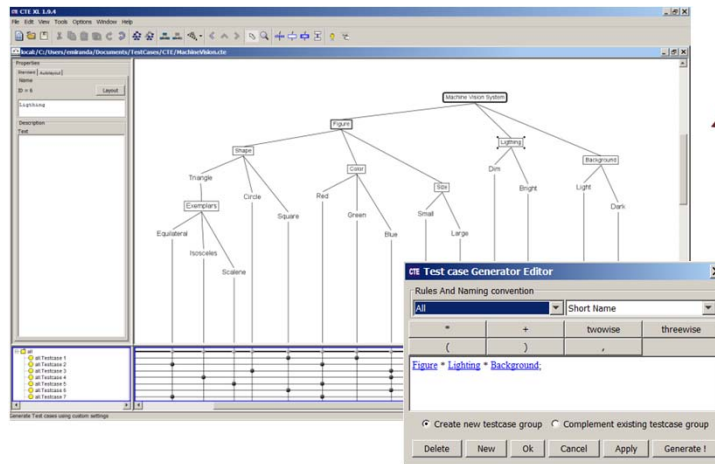 CTE XL 1.9.4
File Edit View Tools Options Window Help
local:/C:/Users/emiranda/Documents/TestCases/CTE/MachineVision.cte
Properties
Name
ID = 6
Layout
Ligthing
Description
Text
Machine Vision System
Figure
Lighting
Shape
Color
Size
Background
Triangle
Circle
Square
Red
Green
Blue
Small
Large
Dim
Bright
Light
Dark
Exemplars
Equilateral
Isosceles
Scalene
all
all.Testcase 1
all.Testcase 2
all.Testcase 3
all.Testcase 4
all.Testcase 5
all.Testcase 6
all.Testcase 7
Generate Test cases using custom settings
CTE Test case Generator Editor
Rules And Naming convention
All Short Name
* + twowise threewise
( ) ,
Figure * Lighting * Background;
Create new testcase group Complement existing testcase group
Delete New Ok Cancel Apply Generate !